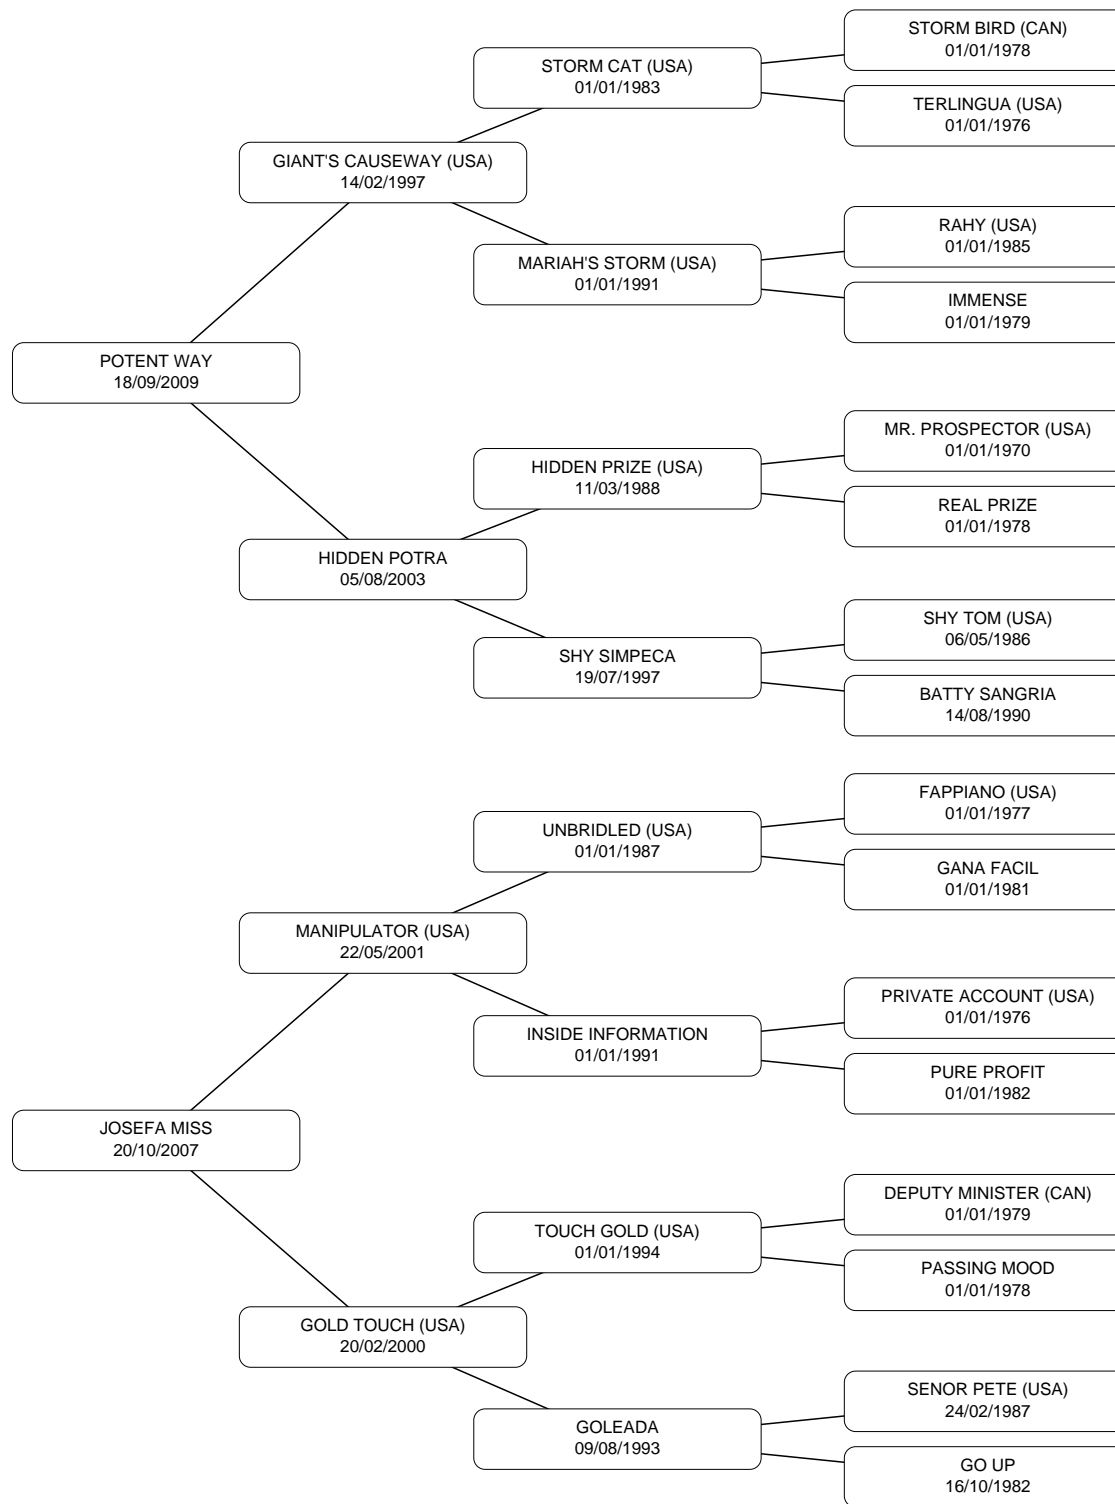 STORM BIRD (CAN)
01/01/1978
STORM CAT (USA)
01/01/1983
TERLINGUA (USA)
01/01/1976
GIANT'S CAUSEWAY (USA)
14/02/1997
RAHY (USA)
01/01/1985
MARIAH'S STORM (USA)
01/01/1991
IMMENSE
01/01/1979
POTENT WAY
18/09/2009
MR. PROSPECTOR (USA)
01/01/1970
HIDDEN PRIZE (USA)
11/03/1988
REAL PRIZE
01/01/1978
HIDDEN POTRA
05/08/2003
SHY TOM (USA)
06/05/1986
SHY SIMPECA
19/07/1997
BATTY SANGRIA
14/08/1990
FAPPIANO (USA)
01/01/1977
UNBRIDLED (USA)
01/01/1987
GANA FACIL
01/01/1981
MANIPULATOR (USA)
22/05/2001
PRIVATE ACCOUNT (USA)
01/01/1976
INSIDE INFORMATION
01/01/1991
PURE PROFIT
01/01/1982
JOSEFA MISS
20/10/2007
DEPUTY MINISTER (CAN)
01/01/1979
TOUCH GOLD (USA)
01/01/1994
PASSING MOOD
01/01/1978
GOLD TOUCH (USA)
20/02/2000
SENOR PETE (USA)
24/02/1987
GOLEADA
09/08/1993
GO UP
16/10/1982